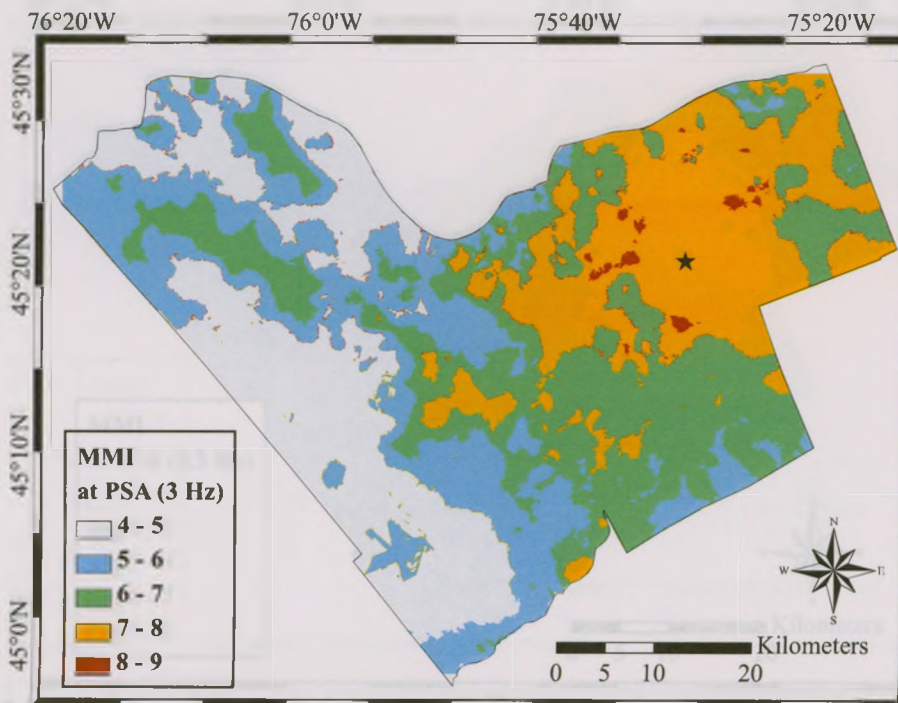 76°20'W 76°0'W 75°40'W 75°20'W
45°30'N
45°20'N
45°10'N
45°0'N
MMI
at PSA (3 Hz)
4 - 5
5 - 6
6 - 7
7 - 8
8 - 9
N
W E
S
Kilometers
0 5 10 20